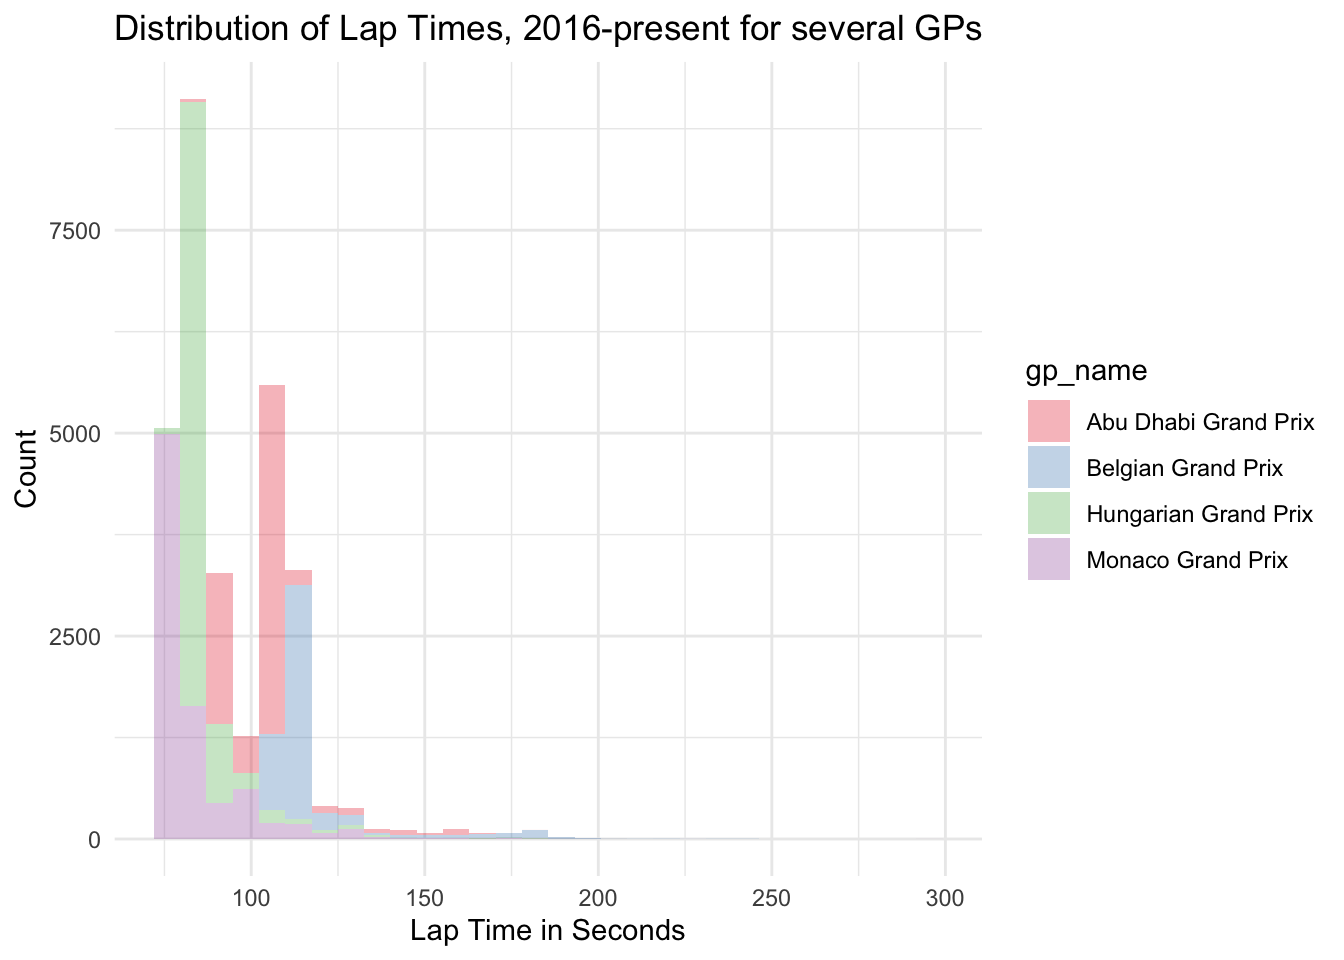 Distribution of Lap Times, 2016-present for several GPs
Count
7500
5000
2500
0
100 150 200 250 300
Lap Time in Seconds
gp_name
Abu Dhabi Grand Prix
Belgian Grand Prix
Hungarian Grand Prix
Monaco Grand Prix